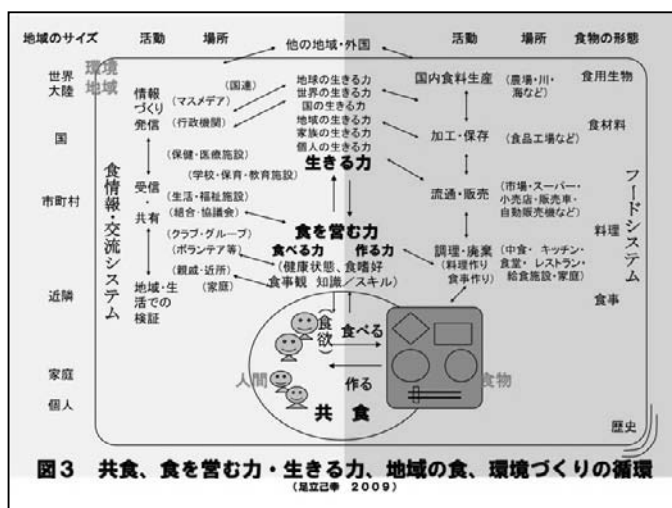 地域のサイズ
活動
場所
他の地域・外国
活動
場所
食物の形態
世界
大陸
国
市町村
近隣
家庭
個人
環境
地域
食情報・交流システム
情報
づくり
発信
受信
・
共有
地域・生
活での
検証
(国連)
(マスメデア)
(行政機関)
(保健・医療施設)
(学校・保育・教育施設)
(生活・福祉施設)
(組合・協議会)
(クラブ・グループ)
(ボランテア等)
(親戚・近所)
(家庭)
地球の生きる力
世界の生きる力
国の生きる力
地域の生きる力
家族の生きる力
個人の生きる力
生きる力
食を営む力
食べる力 作る力
(健康状態、食嗜好
食事観 知識/スキル)
(食欲)
食べる
作る
人間
食物
共 食
国内食料生産
加工・保存
流通・販売
調理・廃棄
(料理作り
食事作り)
(農場・川・
海など)
(食品工場など)
(市場・スーパー・
小売店・販売車・
自動販売機など)
(中食・ キッチン・
食堂・ レストラン・
給食施設・家庭)
食用生物
食材料
料理
食事
フードシステム
歴史
図3 共食、食を営む力・生きる力、地域の食、環境づくりの循環
(足立己幸 2009)